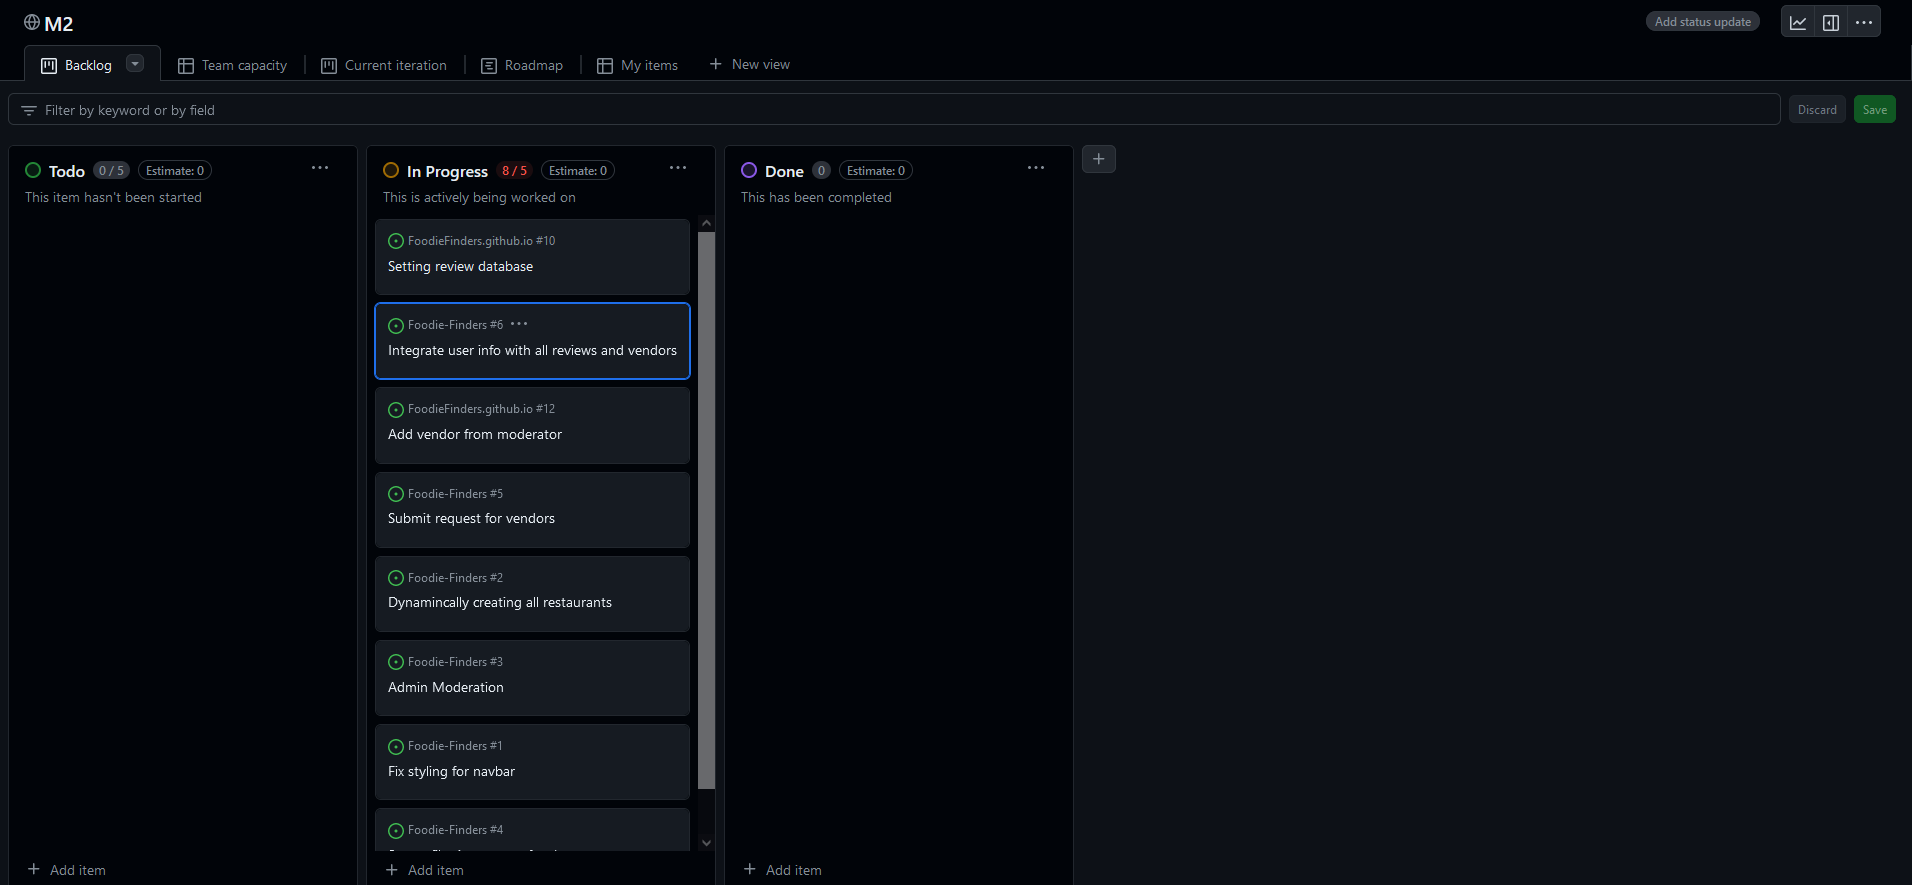 M2
Add status update
Backlog
Team capacity
Current iteration
Roadmap
My items
New view
Filter by keyword or by field
Discard
Save
Todo 0 / 5 Estimate: 0
This item hasn't been started
Add item
In Progress 8 / 5 Estimate: 0
This is actively being worked on
FoodieFinders.github.io #10
Setting review database
Foodie-Finders #6
Integrate user info with all reviews and vendors
FoodieFinders.github.io #12
Add vendor from moderator
Foodie-Finders #5
Submit request for vendors
Foodie-Finders #2
Dynamincally creating all restaurants
Foodie-Finders #3
Admin Moderation
Foodie-Finders #1
Fix styling for navbar
Foodie-Finders #4
Add item
Done 0 Estimate: 0
This has been completed
Add item